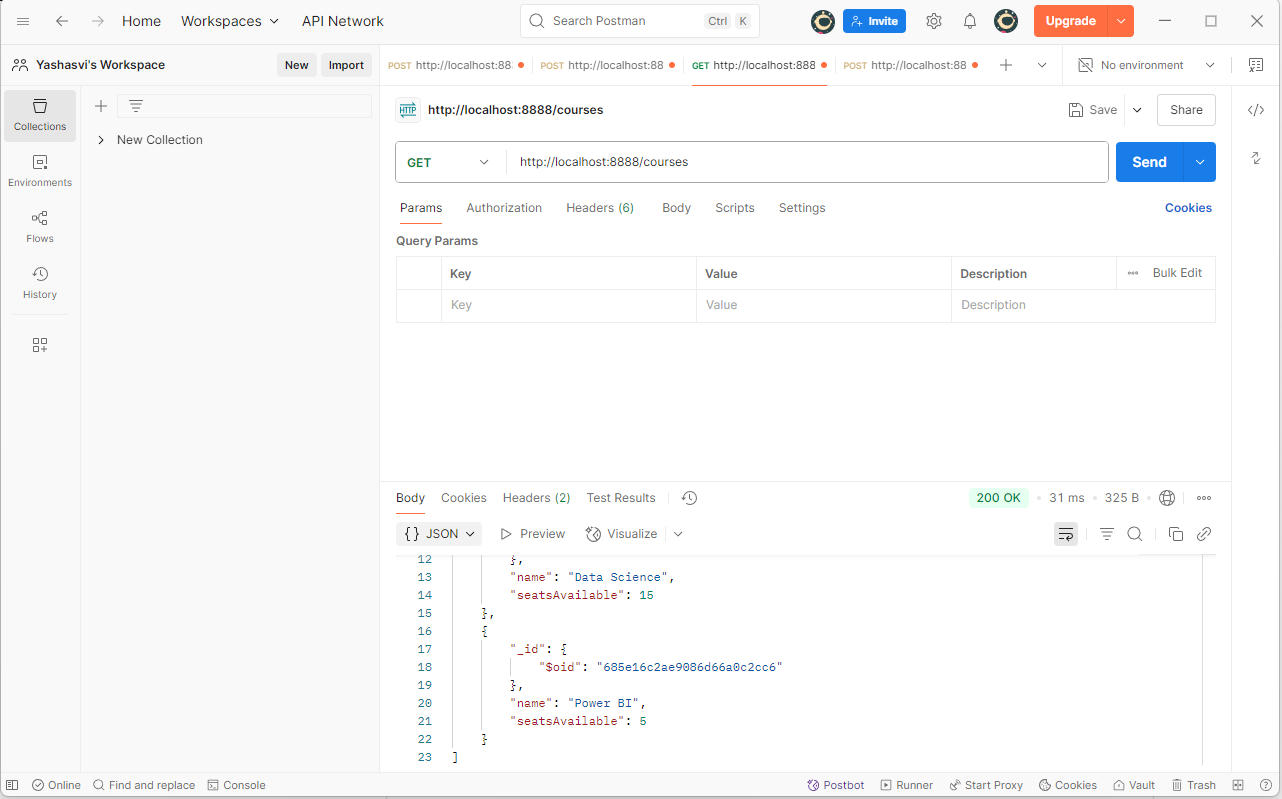 Home Workspaces API Network Search Postman Ctrl K Invite Upgrade
Yashasvi's Workspace New Import POST http://localhost:88 POST http://localhost:88 GET http://localhost:888 POST http://localhost:88 No environment
Collections
Environments
Flows
History
New Collection
HTTP http://localhost:8888/courses Save Share
GET http://localhost:8888/courses Send
Params Authorization Headers (6) Body Scripts Settings Cookies
Query Params
Key Value Description Bulk Edit
Key Value Description
Body Cookies Headers (2) Test Results 200 OK 31 ms 325 B
{} JSON Preview Visualize
12 },
13 "name": "Data Science",
14 "seatsAvailable": 15
15 },
16 {
17 "_id": {
18 "$oid": "685e16c2ae9086d66a0c2cc6"
19 },
20 "name": "Power BI",
21 "seatsAvailable": 5
22 }
23 ]
Online Find and replace Console Postbot Runner Start Proxy Cookies Vault Trash